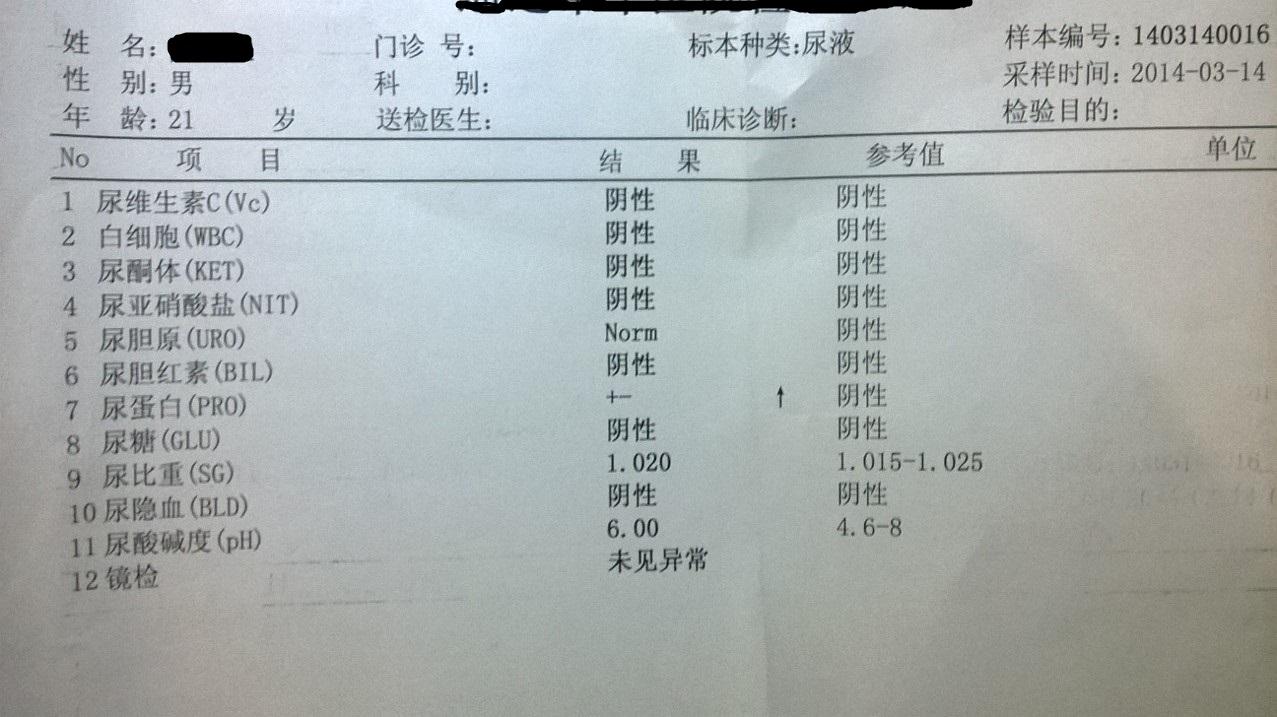 姓 名: 门诊 号: 标本种类:尿液 样本编号: 1403140016
性 别: 男 科 别: 采样时间: 2014-03-14
年 龄: 21 岁 送检医生: 临床诊断: 检验目的:
No 项 目 结 果 参考值 单位
1 尿维生素C(Vc) 阴性 阴性
2 白细胞(WBC) 阴性 阴性
3 尿酮体(KET) 阴性 阴性
4 尿亚硝酸盐(NIT) 阴性 阴性
5 尿胆原(URO) Norm 阴性
6 尿胆红素(BIL) 阴性 阴性
7 尿蛋白(PRO) +- ↑ 阴性
8 尿糖(GLU) 阴性 阴性
9 尿比重(SG) 1.020 1.015-1.025
10 尿隐血(BLD) 阴性 阴性
11 尿酸碱度(pH) 6.00 4.6-8
12 镜检 未见异常